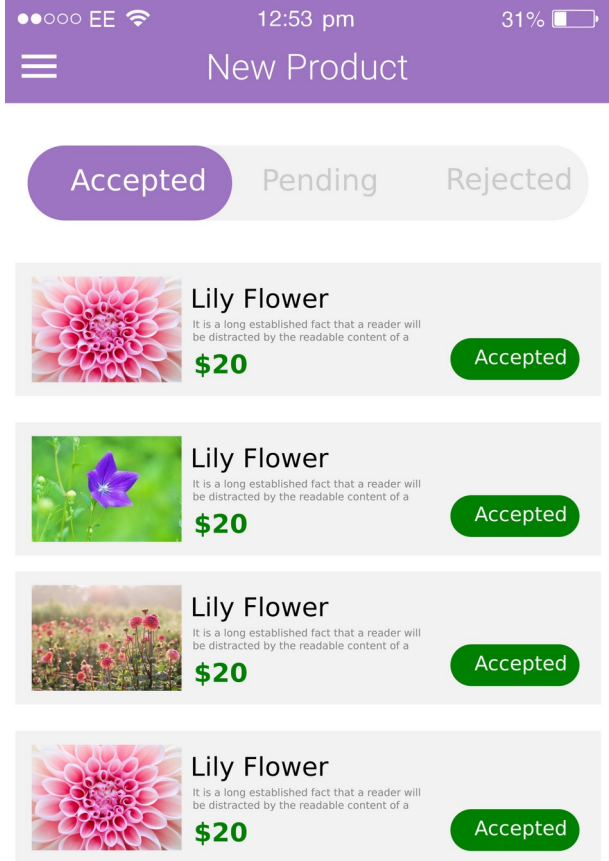 EE 12:53 pm 31%
New Product
Accepted Pending Rejected
Lily Flower
It is a long established fact that a reader will
be distracted by the readable content of a
$20
Accepted
Lily Flower
It is a long established fact that a reader will
be distracted by the readable content of a
$20
Accepted
Lily Flower
It is a long established fact that a reader will
be distracted by the readable content of a
$20
Accepted
Lily Flower
It is a long established fact that a reader will
be distracted by the readable content of a
$20
Accepted